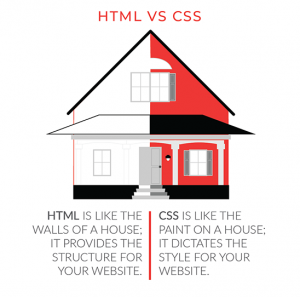 HTML VS CSS
HTML IS LIKE THE
WALLS OF A HOUSE;
IT PROVIDES THE
STRUCTURE FOR
YOUR WEBSITE.
CSS IS LIKE THE
PAINT ON A HOUSE;
IT DICTATES THE
STYLE FOR YOUR
WEBSITE.